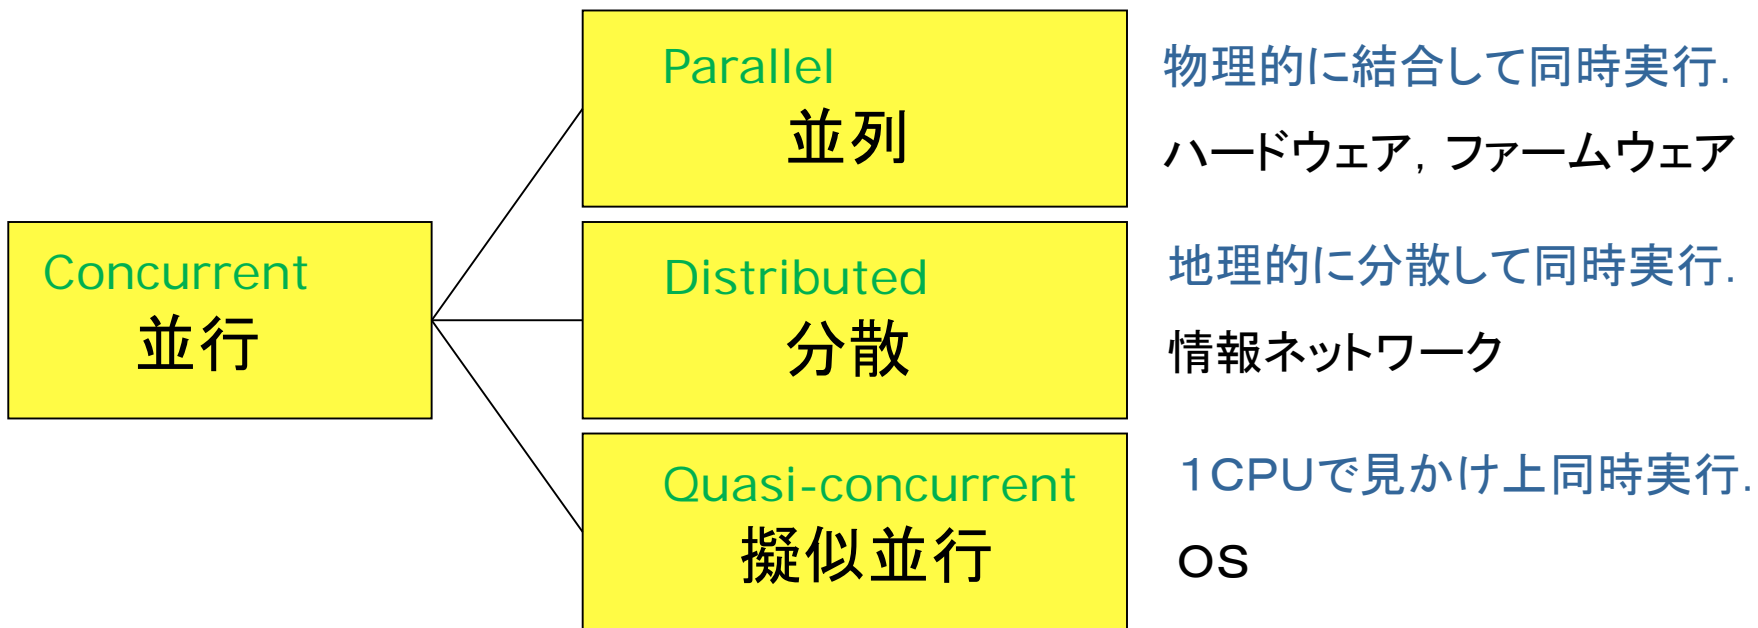 Concurrent
並行
Parallel
並列
物理的に結合して同時実行.
ハードウェア, ファームウェア
Distributed
分散
地理的に分散して同時実行.
情報ネットワーク
Quasi-concurrent
擬似並行
1CPUで見かけ上同時実行.
OS